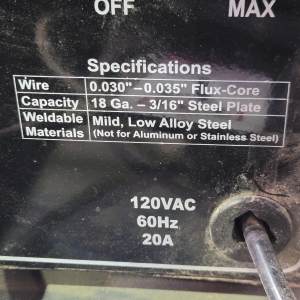 OFF MAX
Specifications
Wire 0.030"–0.035" Flux-Core
Capacity 18 Ga. – 3/16" Steel Plate
Weldable Mild, Low Alloy Steel
Materials (Not for Aluminum or Stainless Steel)
120VAC
60Hz
20A